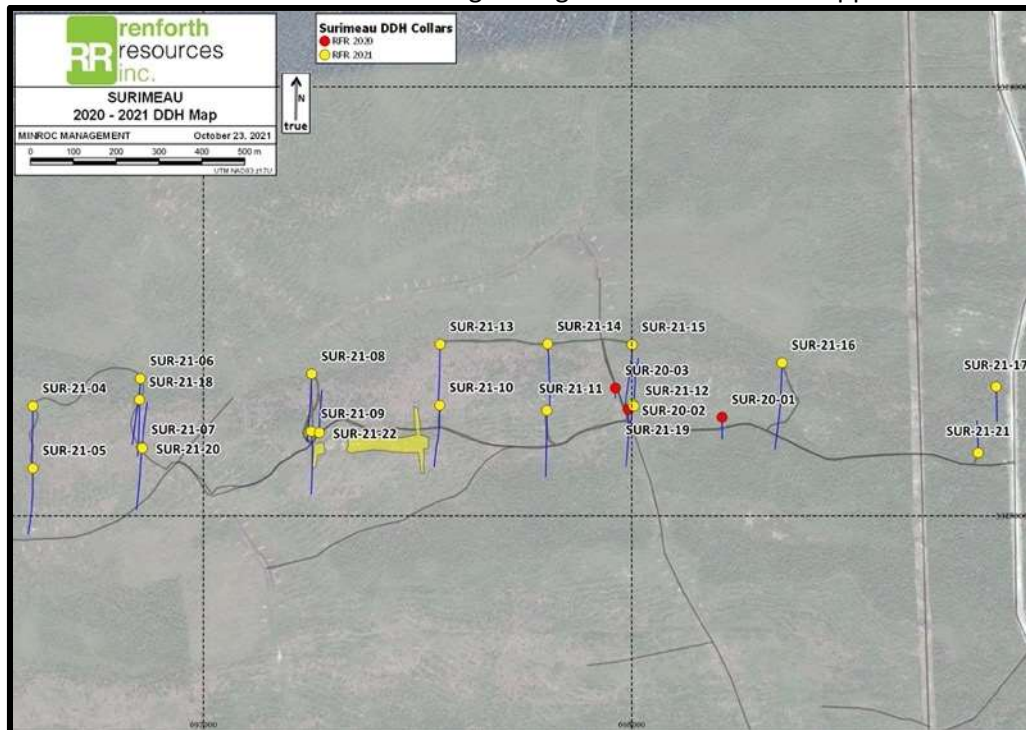 renforth
RR resources
inc.
SURIMEAU
2020 - 2021 DDH Map
MINROC MANAGEMENT October 23, 2021
0 100 200 300 400 500 m
Surimeau DDH Collars
RFR 2020
RFR 2021
N
true
SUR-21-13
SUR-21-14
SUR-21-15
SUR-21-16
SUR-21-06
SUR-21-08
SUR-20-03
SUR-21-17
SUR-21-04
SUR-21-18
SUR-21-10
SUR-21-11
SUR-21-12
SUR-20-01
SUR-21-09
SUR-20-02
SUR-21-07
SUR-21-22
SUR-21-19
SUR-21-21
SUR-21-05
SUR-21-20